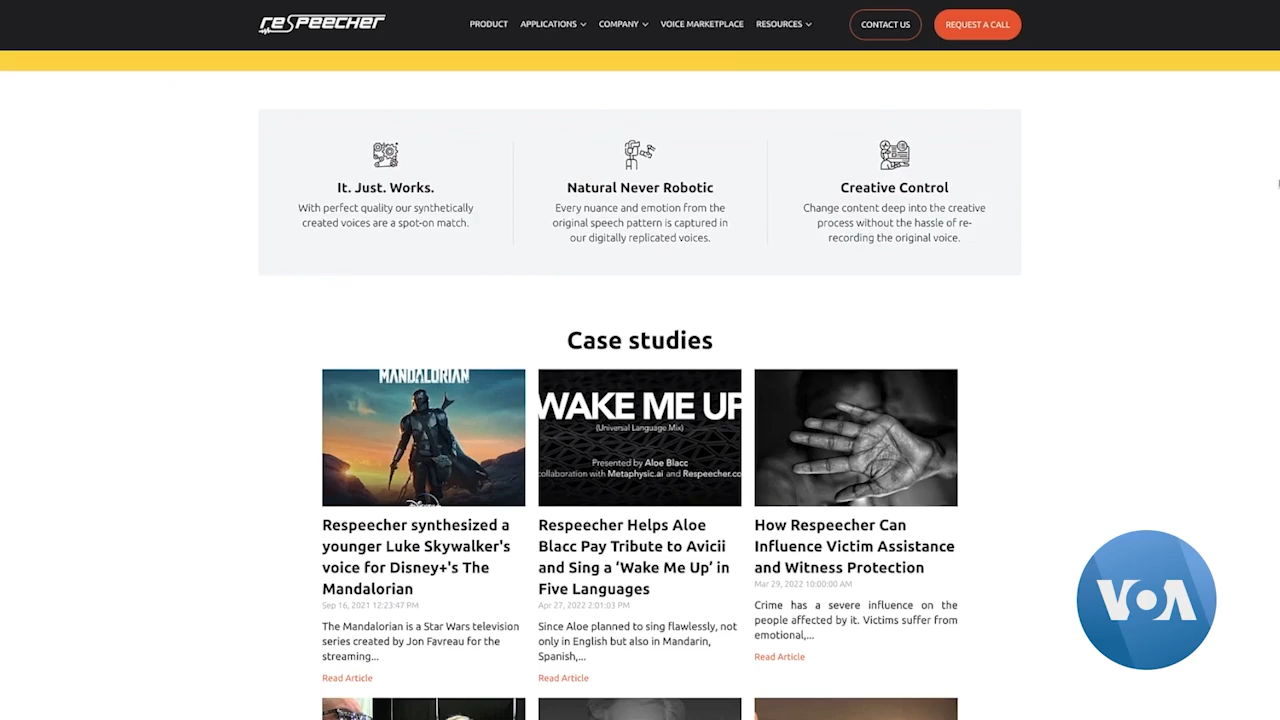 reSpeecher
PRODUCT APPLICATIONS COMPANY VOICE MARKETPLACE RESOURCES CONTACT US REQUEST A CALL
It. Just. Works.
With perfect quality our synthetically
created voices are a spot-on match.
Natural Never Robotic
Every nuance and emotion from the
original speech pattern is captured in
our digitally replicated voices.
Creative Control
Change content deep into the creative
process without the hassle of re-
recording the original voice.
Case studies
MANDALORIAN
Respeecher synthesized a
younger Luke Skywalker's
voice for Disney+'s The
Mandalorian
Sep 16, 2021 12:23:47 PM
The Mandalorian is a Star Wars television
series created by Jon Favreau for the
streaming...
Read Article
WAKE ME UP
(Universal Language Mix)
Presented by Aloe Blacc
collaboration with Metaphysic.ai and Respeecher.co
Respeecher Helps Aloe
Blacc Pay Tribute to Avicii
and Sing a ‘Wake Me Up’ in
Five Languages
Apr 27, 2022 2:01:03 PM
Since Aloe planned to sing flawlessly, not
only in English but also in Mandarin,
Spanish,...
Read Article
How Respeecher Can
Influence Victim Assistance
and Witness Protection
Mar 29, 2022 10:00:00 AM
Crime has a severe influence on the
people affected by it. Victims suffer from
emotional,...
Read Article
VOA